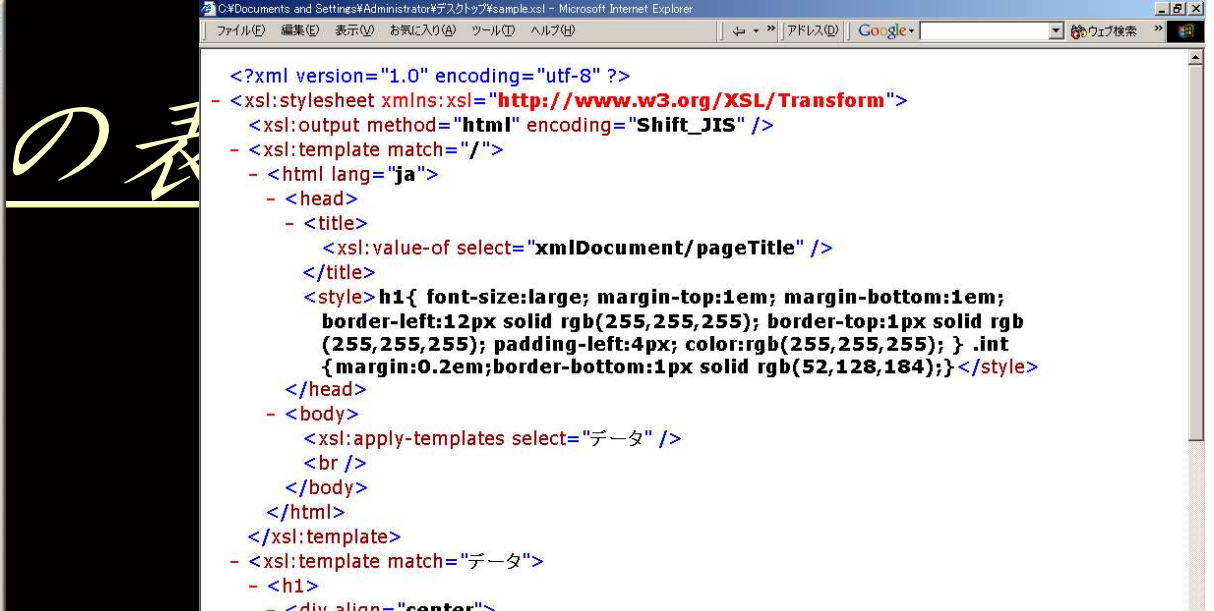 C:¥Documents and Settings¥Administrator¥デスクトップ¥sample.xsl - Microsoft Internet Explorer
ファイル(F) 編集(E) 表示(V) お気に入り(A) ツール(T) ヘルプ(H) » アドレス(D) Google ウェブ検索 »
の表
<?xml version="1.0" encoding="utf-8" ?>
- <xsl:stylesheet xmlns:xsl="http://www.w3.org/XSL/Transform">
<xsl:output method="html" encoding="Shift_JIS" />
- <xsl:template match="/">
- <html lang="ja">
- <head>
- <title>
<xsl:value-of select="xmlDocument/pageTitle" />
</title>
<style>h1{ font-size:large; margin-top:1em; margin-bottom:1em;
border-left:12px solid rgb(255,255,255); border-top:1px solid rgb
(255,255,255); padding-left:4px; color:rgb(255,255,255); } .int
{margin:0.2em;border-bottom:1px solid rgb(52,128,184);}</style>
</head>
- <body>
<xsl:apply-templates select="データ" />
<br />
</body>
</html>
</xsl:template>
- <xsl:template match="データ">
- <h1>
- <div align="center">